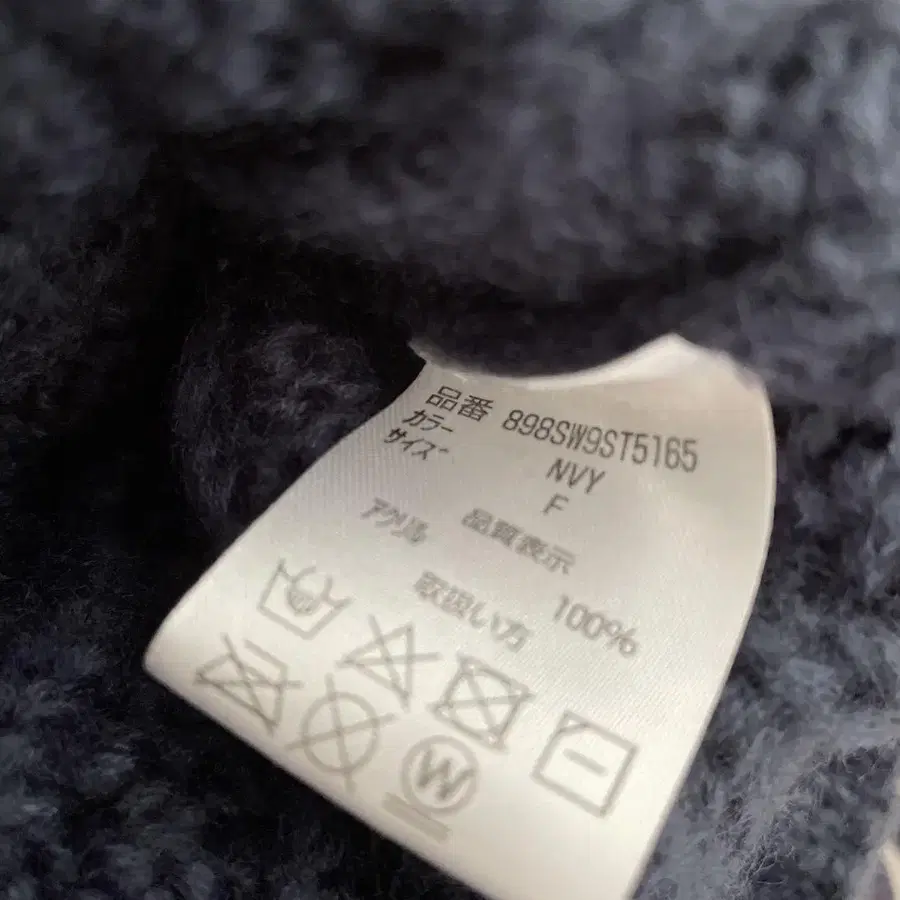 品番 898SW9ST5165
カラー NVY
サイズ F
品質表示
アクリル 100%
取扱い方
W